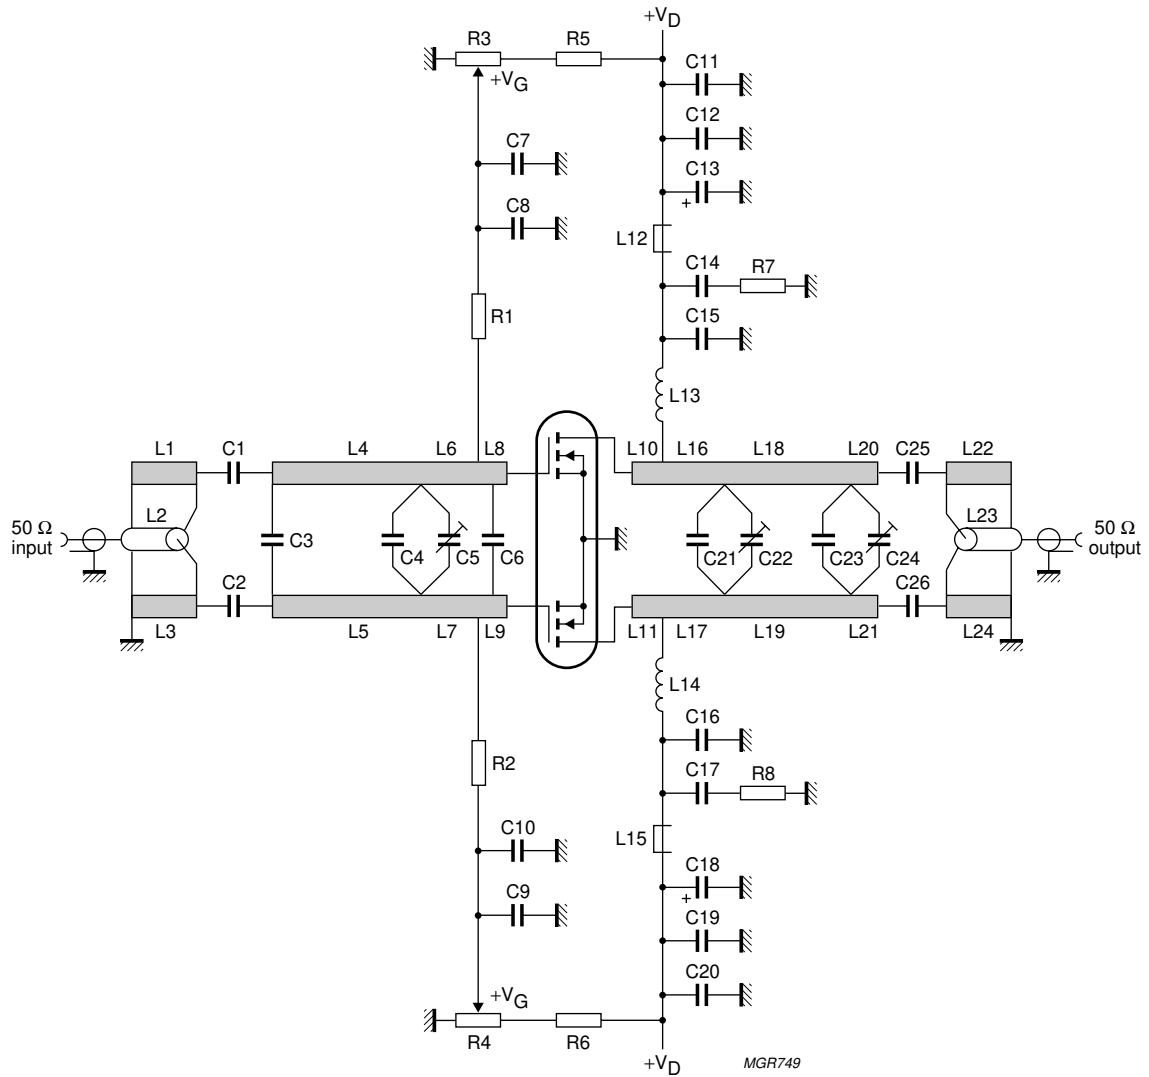 +VD
R3
R5
+VG
C11
C12
C7
C13
+
C8
L12
C14
R7
R1
C15
L13
L1
C1
L4
L6
L8
L10
L16
L18
L20
C25
L22
50 Ω
input
L2
C3
C4
C5
C6
C21
C22
C23
C24
L23
50 Ω
output
C2
C26
L3
L5
L7
L9
L11
L17
L19
L21
L24
L14
C16
R2
C17
R8
C10
L15
C18
+
C9
C19
C20
+VG
R4
R6
+VD
MGR749